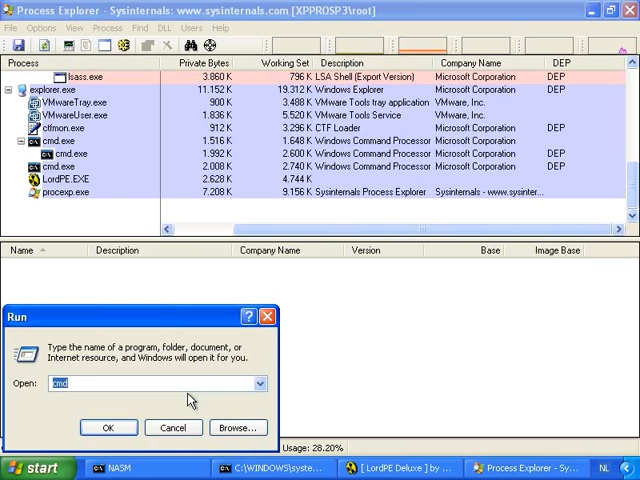 Process Explorer - Sysinternals: www.sysinternals.com [XPPROSP3\root]
File Options View Process Find DLL Users Help
Process Private Bytes Working Set Description Company Name DEP
lsass.exe 3.860 K 796 K LSA Shell (Export Version) Microsoft Corporation DEP
explorer.exe 11.152 K 19.312 K Windows Explorer Microsoft Corporation DEP
VMwareTray.exe 900 K 3.488 K VMware Tools tray application VMware, Inc. DEP
VMwareUser.exe 1.836 K 5.520 K VMware Tools Service VMware, Inc. DEP
ctfmon.exe 912 K 3.296 K CTF Loader Microsoft Corporation DEP
cmd.exe 1.516 K 1.648 K Windows Command Processor Microsoft Corporation DEP
cmd.exe 1.992 K 2.600 K Windows Command Processor Microsoft Corporation DEP
cmd.exe 2.008 K 2.740 K Windows Command Processor Microsoft Corporation DEP
LordPE.EXE 2.628 K 4.744 K
procexp.exe 7.208 K 9.156 K Sysinternals Process Explorer Sysinternals - www.sysinter...
Name Description Company Name Version Base Image Base
Run
Type the name of a program, folder, document, or
Internet resource, and Windows will open it for you.
Open: cmd
OK Cancel Browse...
Usage: 28.20%
start NASM C:\WINDOWS\syste... [ LordPE Deluxe ] by ... Process Explorer - Sy... NL